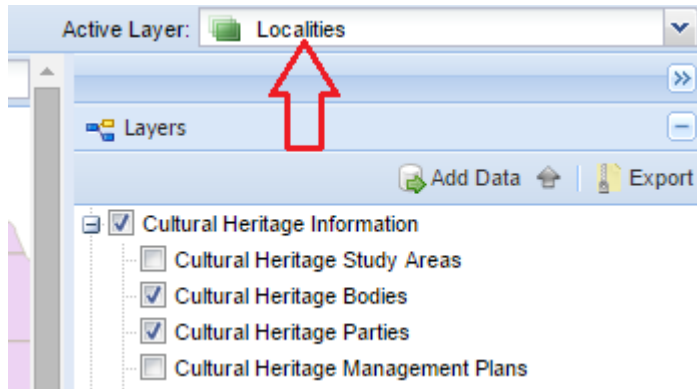 Active Layer: Localities
Layers
Add Data Export
Cultural Heritage Information
Cultural Heritage Study Areas
Cultural Heritage Bodies
Cultural Heritage Parties
Cultural Heritage Management Plans